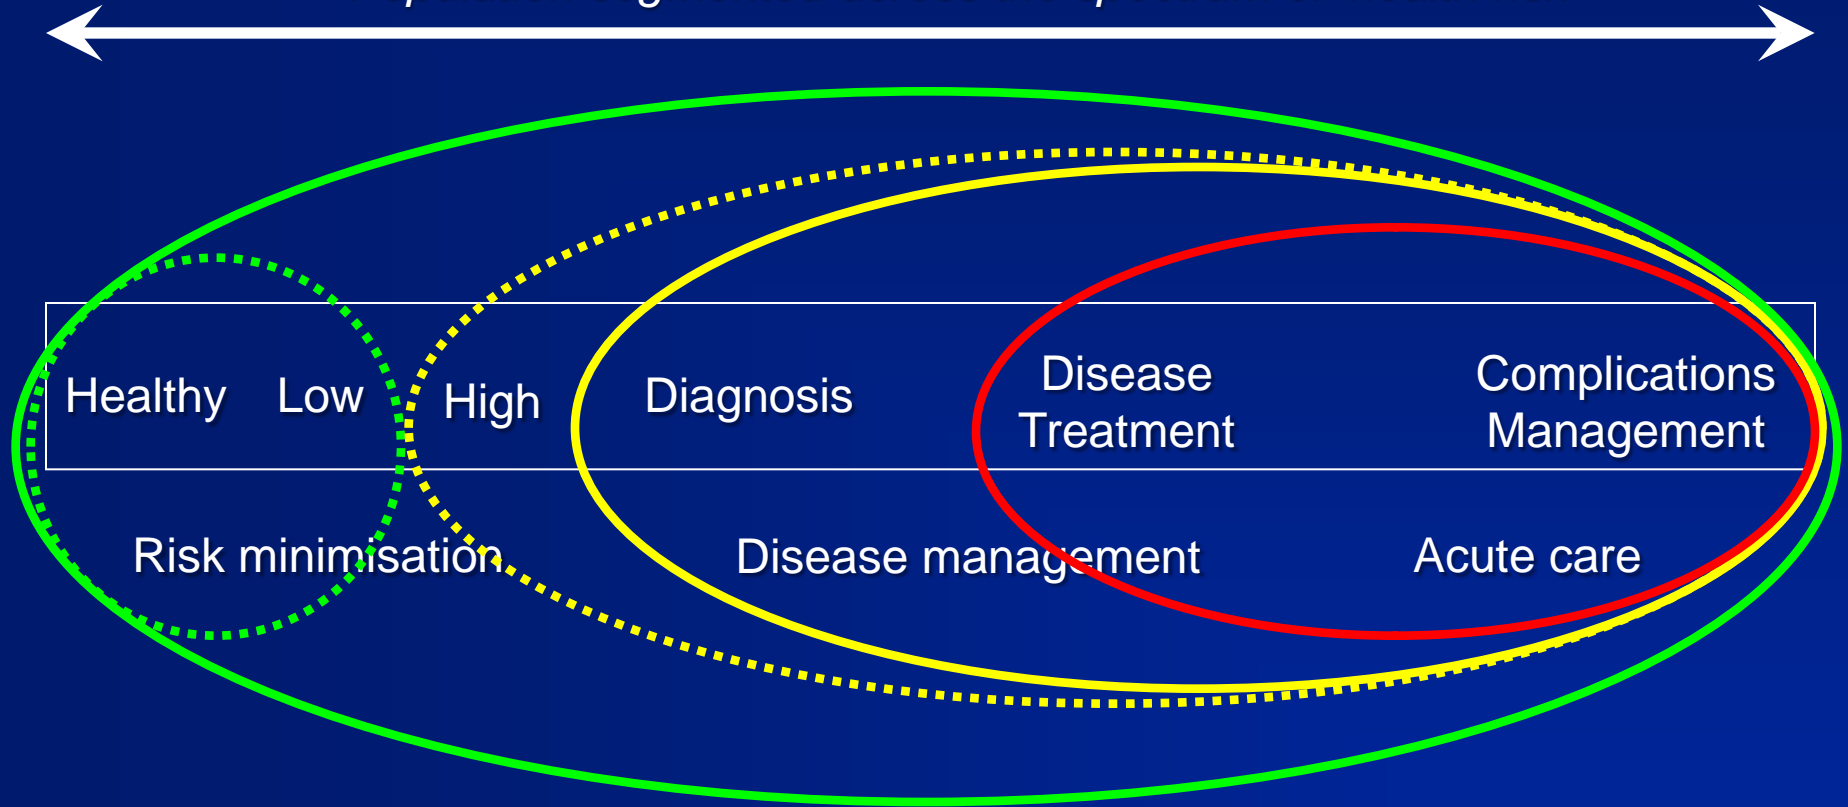 Healthy Low High Diagnosis Disease Treatment Complications Management
Risk minimisation Disease management Acute care